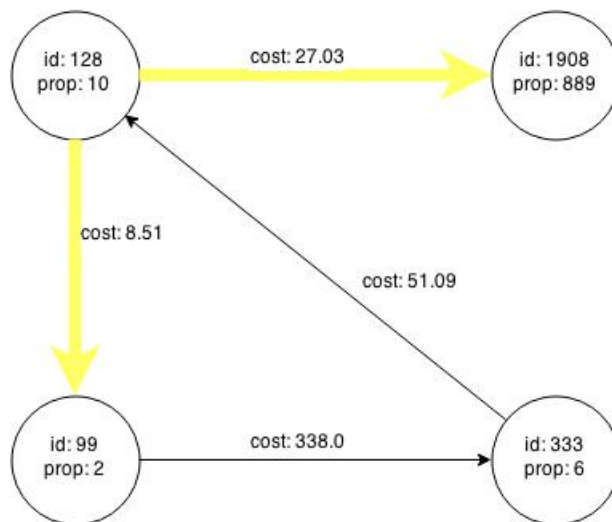 id: 128
prop: 10
cost: 27.03
id: 1908
prop: 889
cost: 8.51
cost: 51.09
id: 99
prop: 2
cost: 338.0
id: 333
prop: 6